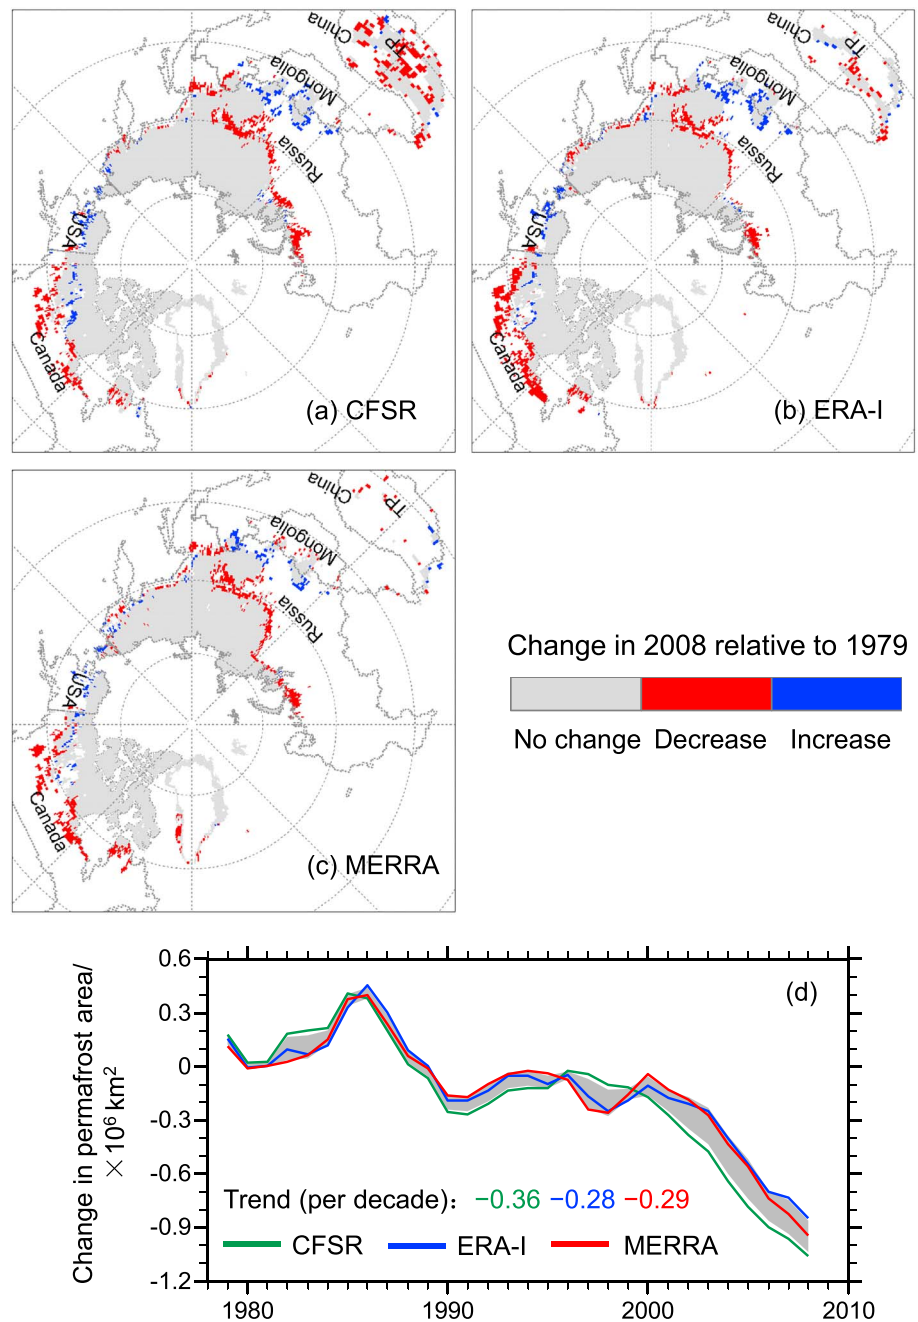 China
TP
Mongolia
Russia
USA
Canada
(a) CFSR
China
TP
Mongolia
Russia
USA
Canada
(b) ERA-I
China
TP
Mongolia
Russia
USA
Canada
(c) MERRA
Change in 2008 relative to 1979
No change Decrease Increase
Change in permafrost area/
×10⁶ km²
0.6
0.3
0
-0.3
-0.6
-0.9
-1.2
(d)
Trend (per decade): −0.36 −0.28 −0.29
CFSR ERA-I MERRA
1980 1990 2000 2010